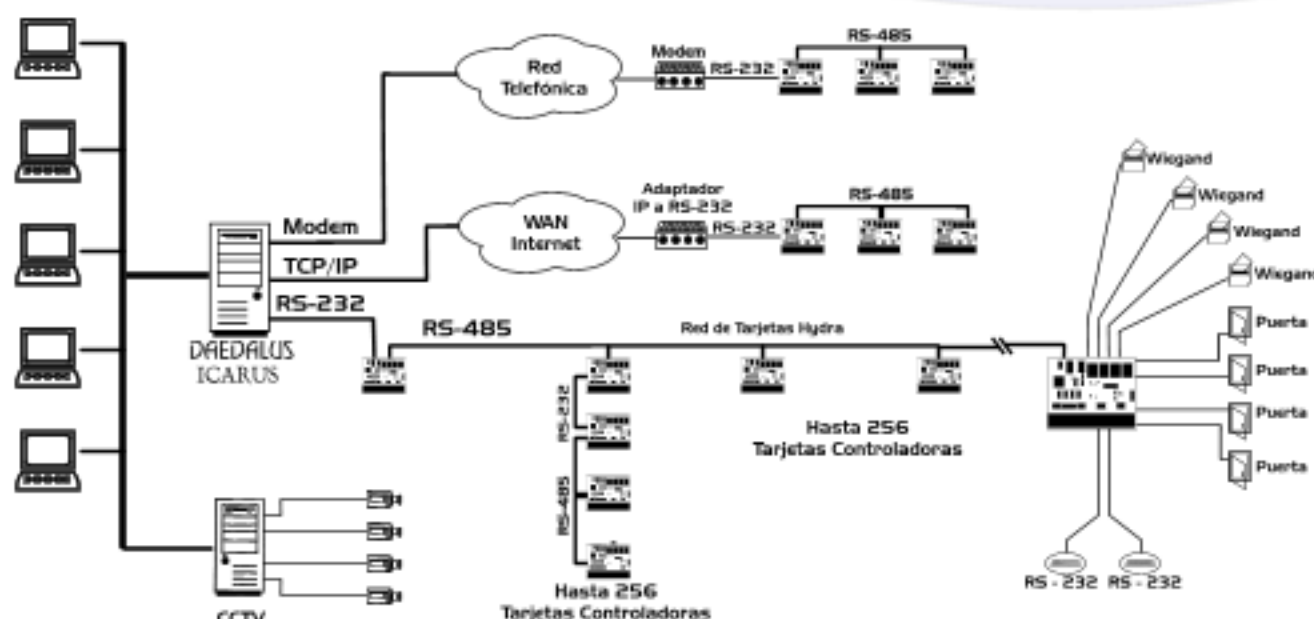 RS-485
Modem
RS-232
Red
Telefónica
Wiegand
Adaptador
IP a RS-232
RS-485
Wiegand
Modem
WAN
Internet
RS-232
Wiegand
TCP/IP
Wiegand
RS-232
RS-485
Red de Tarjetas Hydra
Puerta
DAEDALUS
ICARUS
Puerta
RS-232
Puerta
Hasta 256
Tarjetas Controladoras
Puerta
RS-485
RS - 232
RS - 232
Hasta 256
Tarjetas Controladoras
CCTV